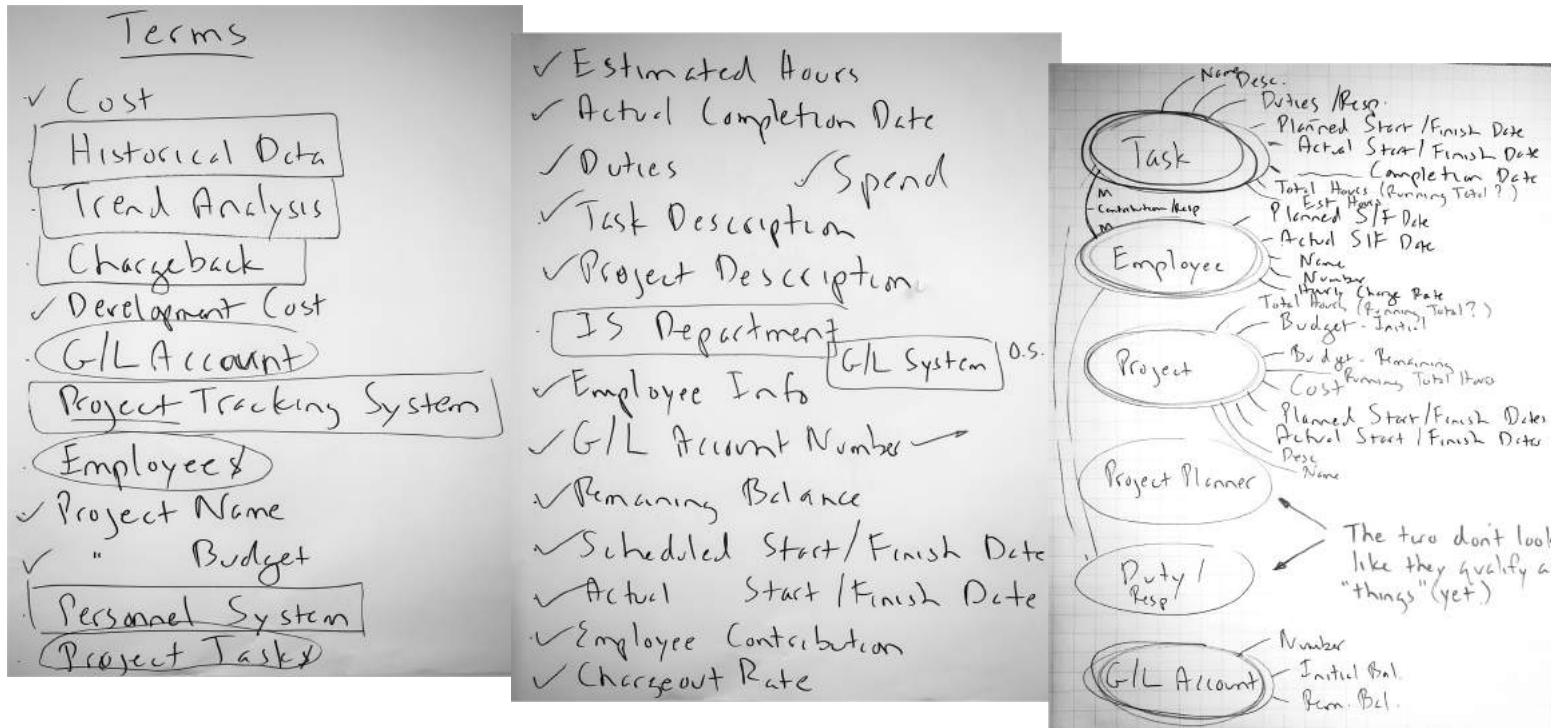 Terms
✓ Cost
Historical Data
Trend Analysis
Chargeback
✓ Development Cost
G/L Account
Project Tracking System
Employees
✓ Project Name
✓ " Budget
Personnel System
Project Tasks
✓ Estimated Hours
✓ Actual Completion Date
✓ Duties ✓ Spend
✓ Task Description
✓ Project Description
IS Department
G/L System O.S.
✓ Employee Info
✓ G/L Account Number
✓ Remaining Balance
✓ Scheduled Start/Finish Date
✓ Actual Start/Finish Date
✓ Employee Contribution
✓ Chargeout Rate
Name
Desc.
Duties/Resp.
Planned Start/Finish Date
Task
Actual Start/Finish Date
Completion Date
Total Hours (Running Total?)
Est Hours
M
Contribution/Resp
M
Planned S/F Date
Actual S/F Date
Employee
Name
Number
Hourly Charge Rate
Total Hours (Running Total?)
Budget - Initial
Project
Budget - Remaining
Running Total Hours
Cost
Planned Start/Finish Dates
Actual Start/Finish Dates
Desc
Name
Project Planner
The two don't look
like they qualify a
"things" (yet)
Duty/
Resp
G/L Account
Number
Initial Bal.
Rem. Bal.